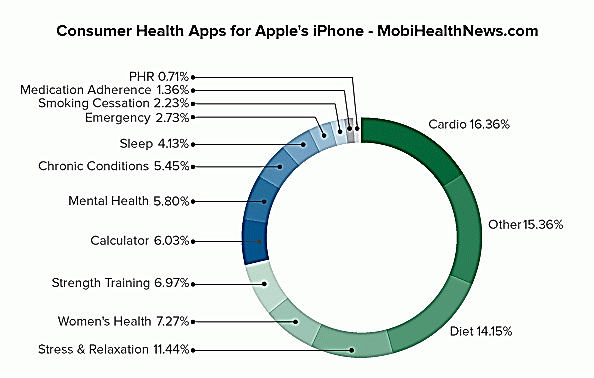 Consumer Health Apps for Apple's iPhone - MobiHealthNews.com
PHR 0.71%
Medication Adherence 1.36%
Smoking Cessation 2.23%
Emergency 2.73%
Sleep 4.13%
Chronic Conditions 5.45%
Mental Health 5.80%
Calculator 6.03%
Strength Training 6.97%
Women's Health 7.27%
Stress & Relaxation 11.44%
Cardio 16.36%
Other 15.36%
Diet 14.15%